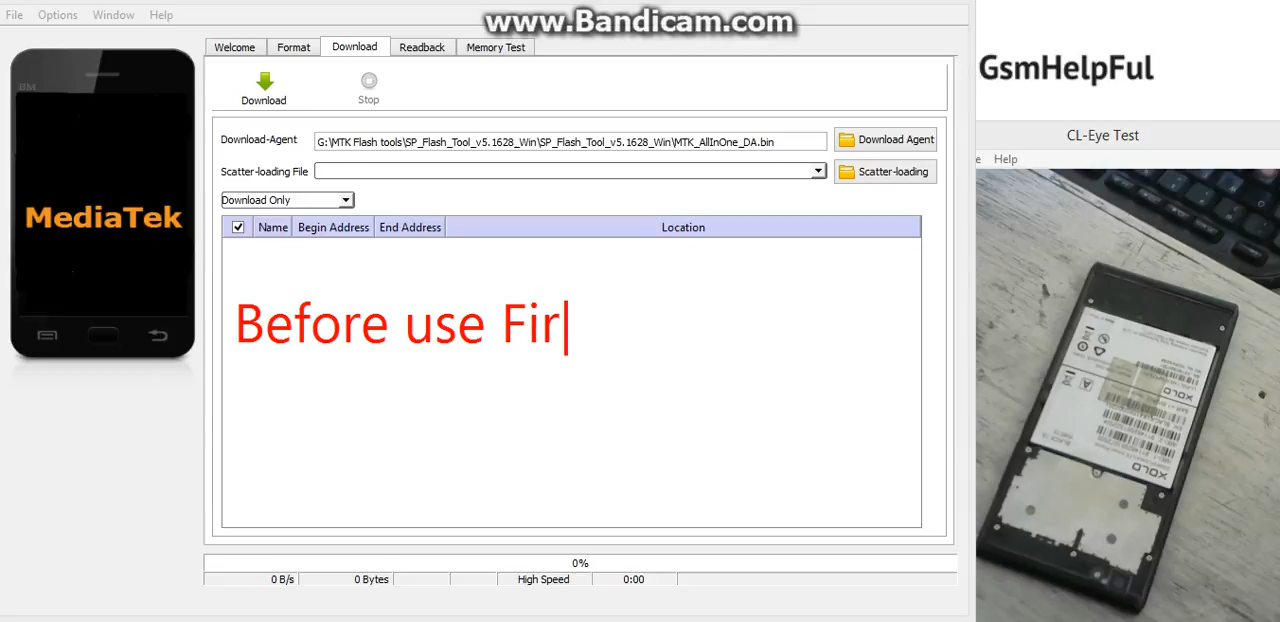 www.Bandicam.com
File Options Window Help
Welcome Format Download Readback Memory Test
Download Stop
GsmHelpFul
CL-Eye Test
Help
Download-Agent G:\MTK Flash tools\SP_Flash_Tool_v5.1628_Win\SP_Flash_Tool_v5.1628_Win\MTK_AllInOne_DA.bin Download Agent
Scatter-loading File Scatter-loading
Download Only
Name Begin Address End Address Location
MediaTek
Before use Fir
XOLO
XOLO
XOLO
0%
0 B/s 0 Bytes High Speed 0:00